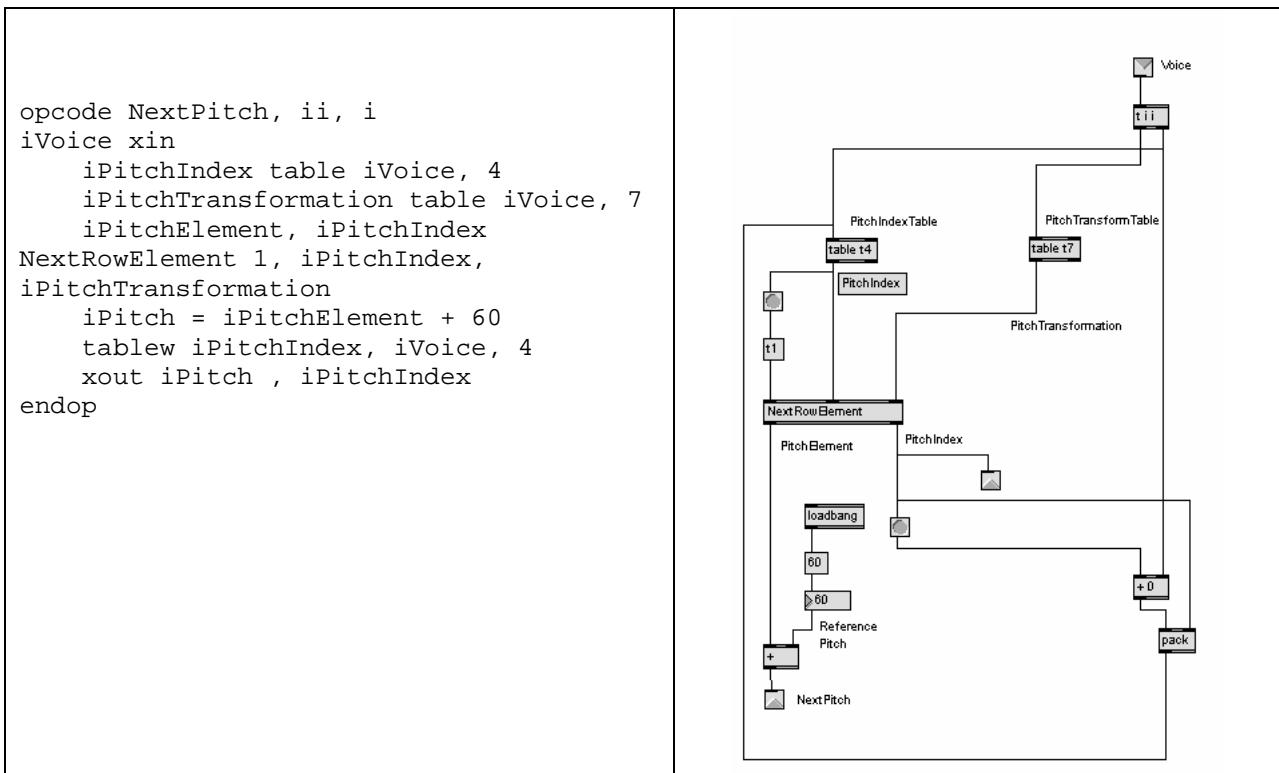 opcode NextPitch, ii, i
iVoice xin
iPitchIndex table iVoice, 4
iPitchTransformation table iVoice, 7
iPitchElement, iPitchIndex
NextRowElement 1, iPitchIndex,
iPitchTransformation
iPitch = iPitchElement + 60
tablew iPitchIndex, iVoice, 4
xout iPitch , iPitchIndex
endop
Voice
t i i
PitchIndexTable
PitchTransformTable
table t4
table t7
PitchIndex
PitchTransformation
t1
NextRowElement
PitchElement
PitchIndex
loadbang
60
60
+ 0
Reference
Pitch
pack
+
NextPitch